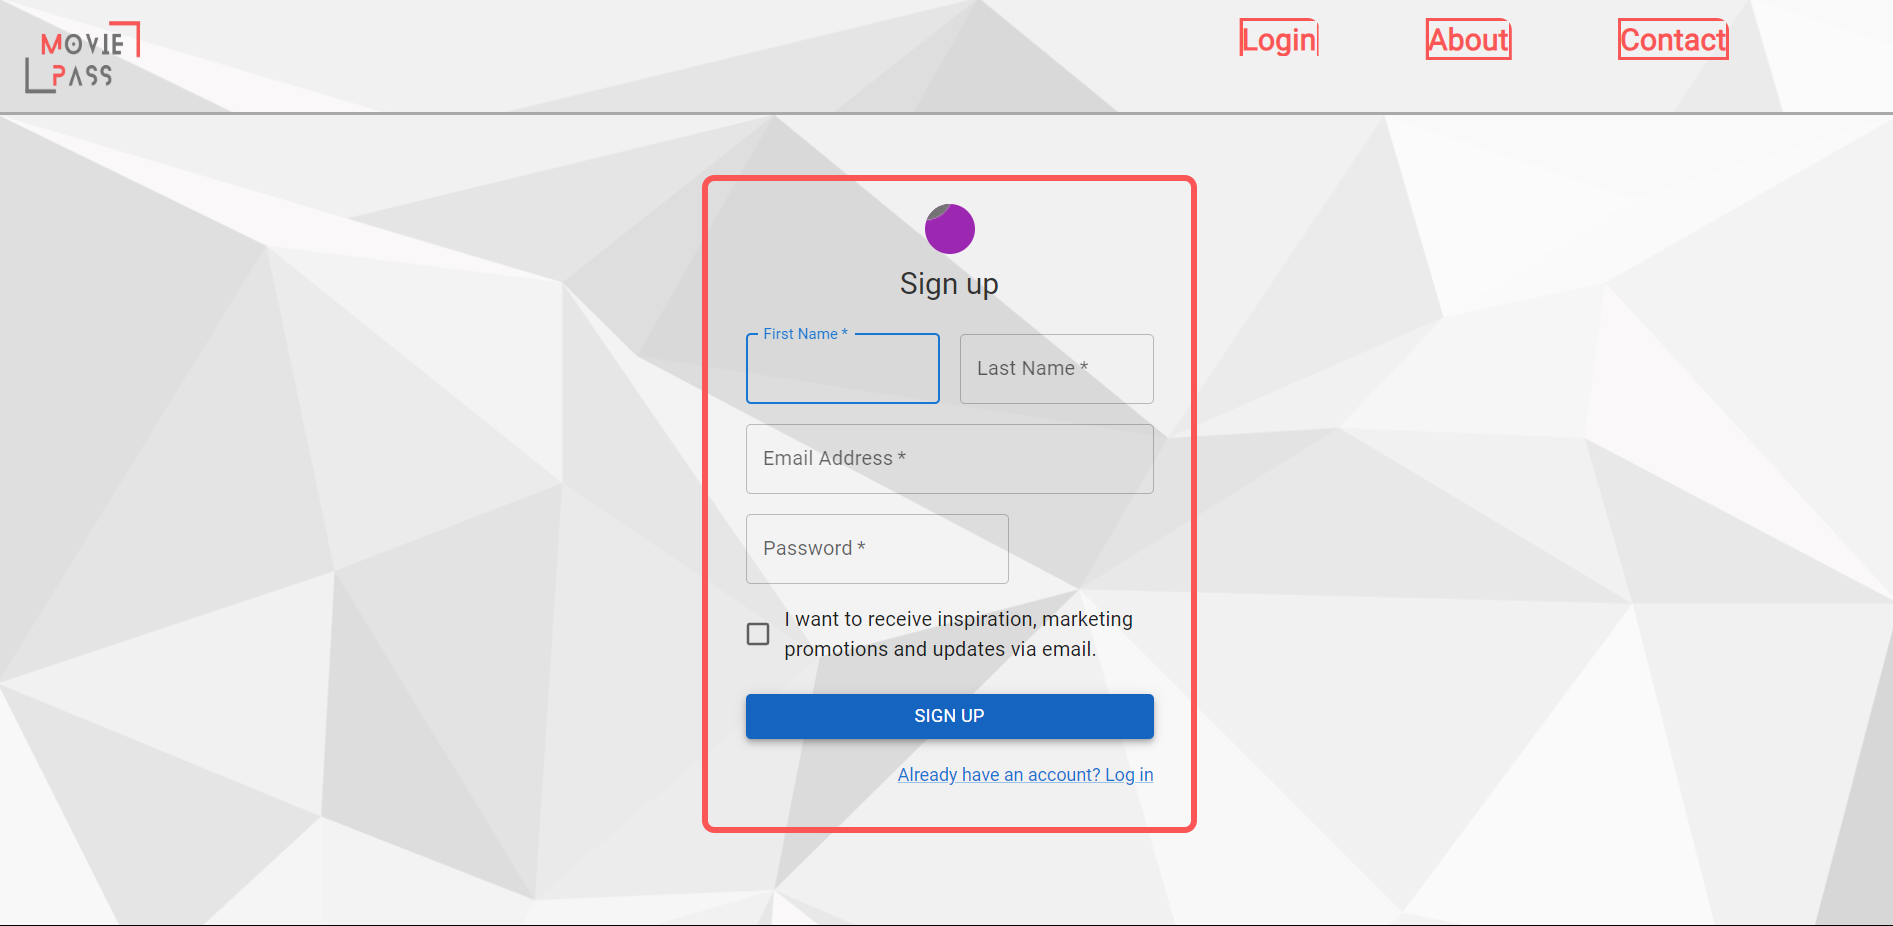 MOVIE
PASS
Login
About
Contact
Sign up
First Name *
Last Name *
Email Address *
Password *
I want to receive inspiration, marketing
promotions and updates via email.
SIGN UP
Already have an account? Log in